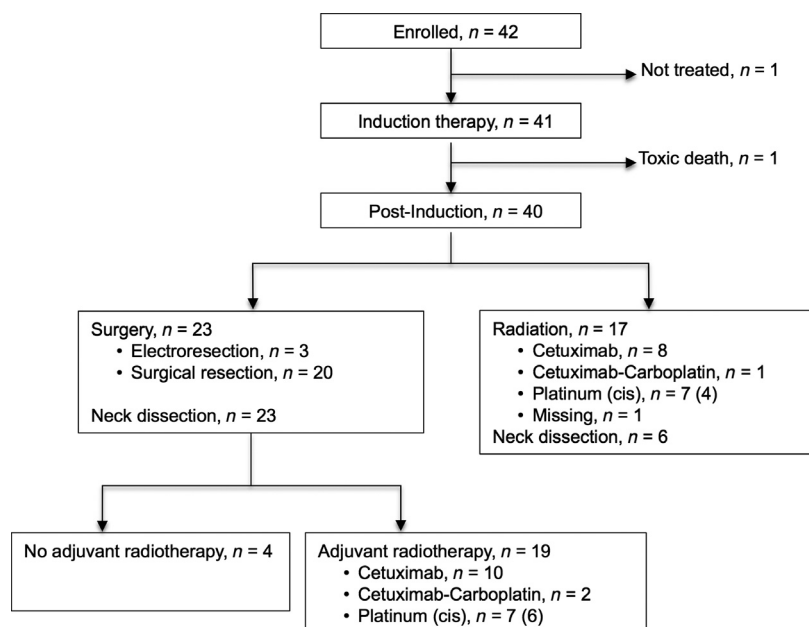 Enrolled, n = 42
Not treated, n = 1
Induction therapy, n = 41
Toxic death, n = 1
Post-Induction, n = 40
Surgery, n = 23
• Electroresection, n = 3
• Surgical resection, n = 20
Neck dissection, n = 23
Radiation, n = 17
• Cetuximab, n = 8
• Cetuximab-Carboplatin, n = 1
• Platinum (cis), n = 7 (4)
• Missing, n = 1
Neck dissection, n = 6
No adjuvant radiotherapy, n = 4
Adjuvant radiotherapy, n = 19
• Cetuximab, n = 10
• Cetuximab-Carboplatin, n = 2
• Platinum (cis), n = 7 (6)